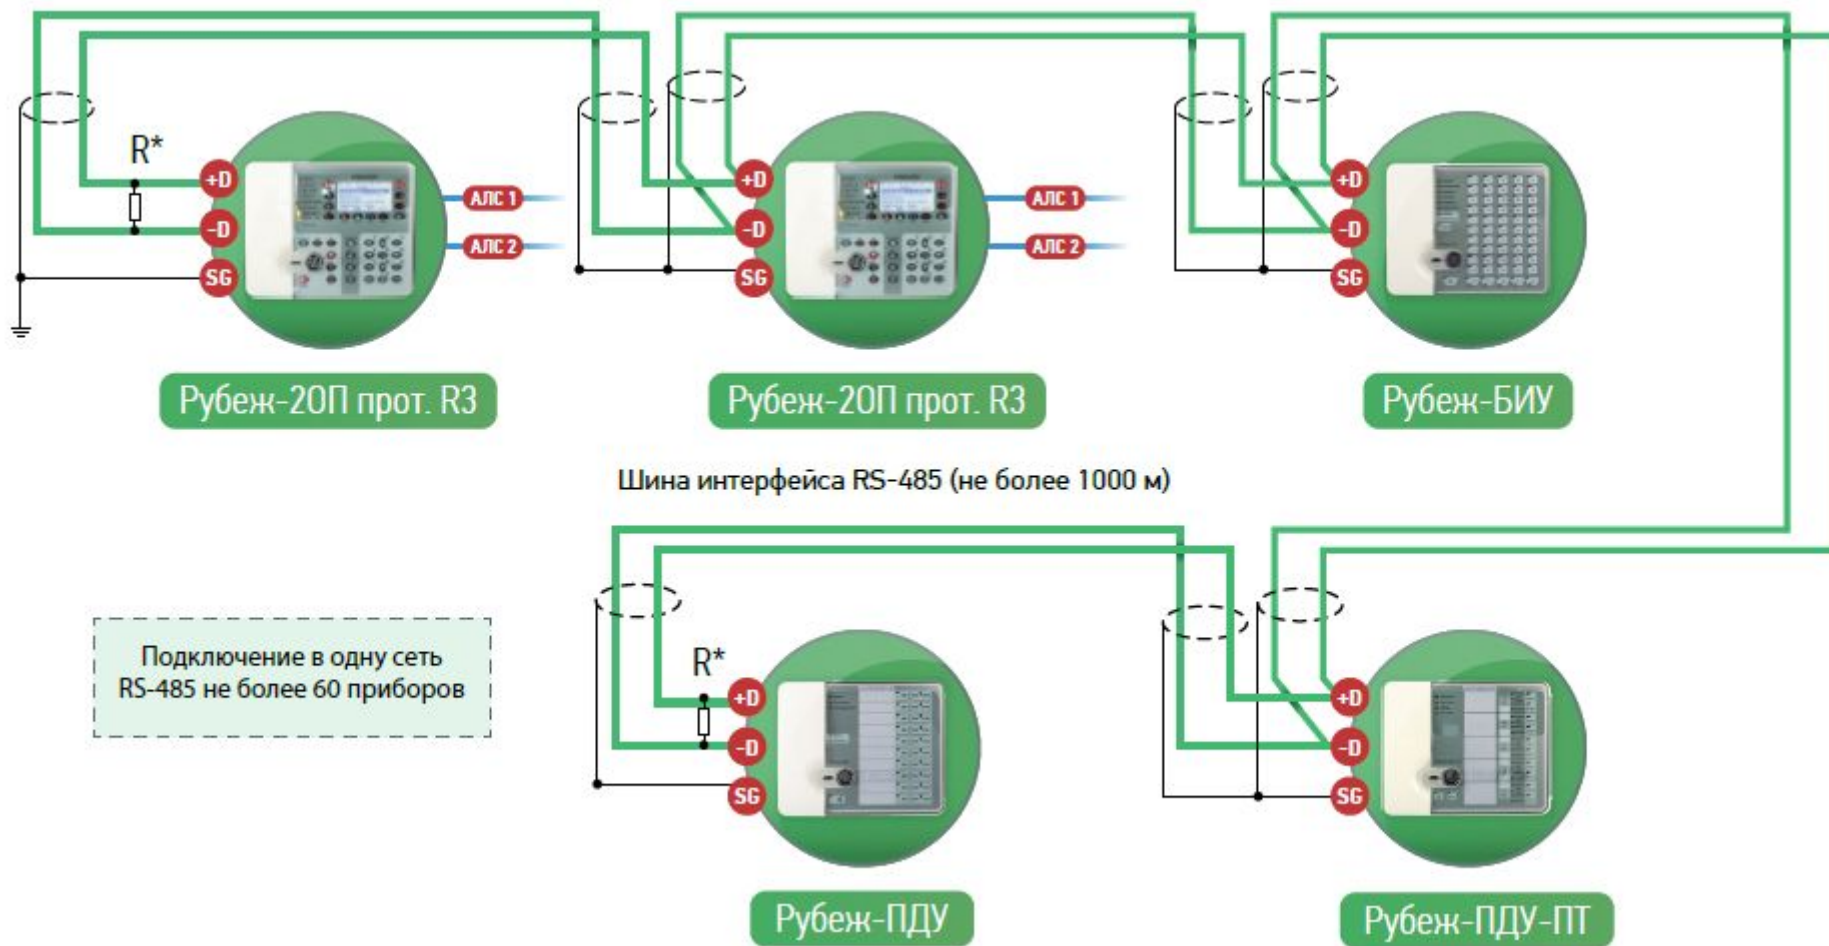 R*
+D
-D
SG
АЛС 1
АЛС 2
+D
-D
SG
АЛС 1
АЛС 2
+D
-D
SG
Рубеж-2ОП прот. R3
Рубеж-2ОП прот. R3
Рубеж-БИУ
Шина интерфейса RS-485 (не более 1000 м)
Подключение в одну сеть
RS-485 не более 60 приборов
R*
+D
-D
SG
+D
-D
SG
Рубеж-ПДУ
Рубеж-ПДУ-ПТ